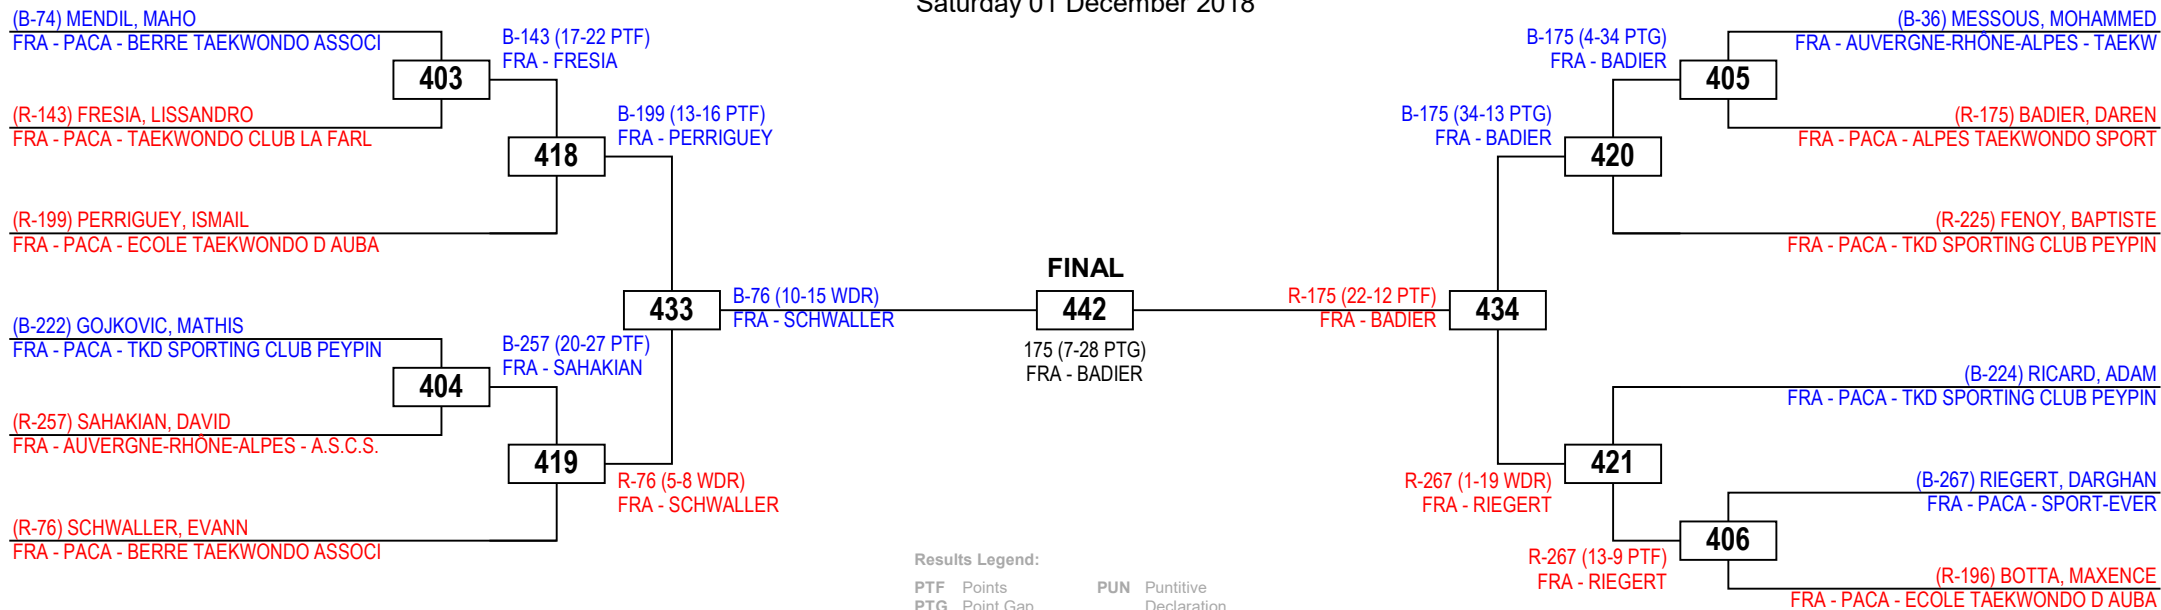 Saturday 01 December 2018
(B-74) MENDIL, MAHO
FRA - PACA - BERRE TAEKWONDO ASSOCI
403
(R-143) FRESIA, LISSANDRO
FRA - PACA - TAEKWONDO CLUB LA FARL
B-143 (17-22 PTF)
FRA - FRESIA
418
(R-199) PERRIGUEY, ISMAIL
FRA - PACA - ECOLE TAEKWONDO D AUBA
B-199 (13-16 PTF)
FRA - PERRIGUEY
433
(B-222) GOJKOVIC, MATHIS
FRA - PACA - TKD SPORTING CLUB PEYPIN
404
(R-257) SAHAKIAN, DAVID
FRA - AUVERGNE-RHÔNE-ALPES - A.S.C.S.
B-257 (20-27 PTF)
FRA - SAHAKIAN
419
(R-76) SCHWALLER, EVANN
FRA - PACA - BERRE TAEKWONDO ASSOCI
R-76 (5-8 WDR)
FRA - SCHWALLER
B-76 (10-15 WDR)
FRA - SCHWALLER
FINAL
442
175 (7-28 PTG)
FRA - BADIER
R-175 (22-12 PTF)
FRA - BADIER
434
(B-36) MESSOUS, MOHAMMED
FRA - AUVERGNE-RHÔNE-ALPES - TAEKW
405
(R-175) BADIER, DAREN
FRA - PACA - ALPES TAEKWONDO SPORT
B-175 (4-34 PTG)
FRA - BADIER
420
(R-225) FENOY, BAPTISTE
FRA - PACA - TKD SPORTING CLUB PEYPIN
B-175 (34-13 PTG)
FRA - BADIER
(B-224) RICARD, ADAM
FRA - PACA - TKD SPORTING CLUB PEYPIN
421
R-267 (1-19 WDR)
FRA - RIEGERT
(B-267) RIEGERT, DARGHAN
FRA - PACA - SPORT-EVER
406
(R-196) BOTTA, MAXENCE
FRA - PACA - ECOLE TAEKWONDO D AUBA
R-267 (13-9 PTF)
FRA - RIEGERT
Results Legend:
PTF Points PUN Puntitive
PTG Point Gap Declaration